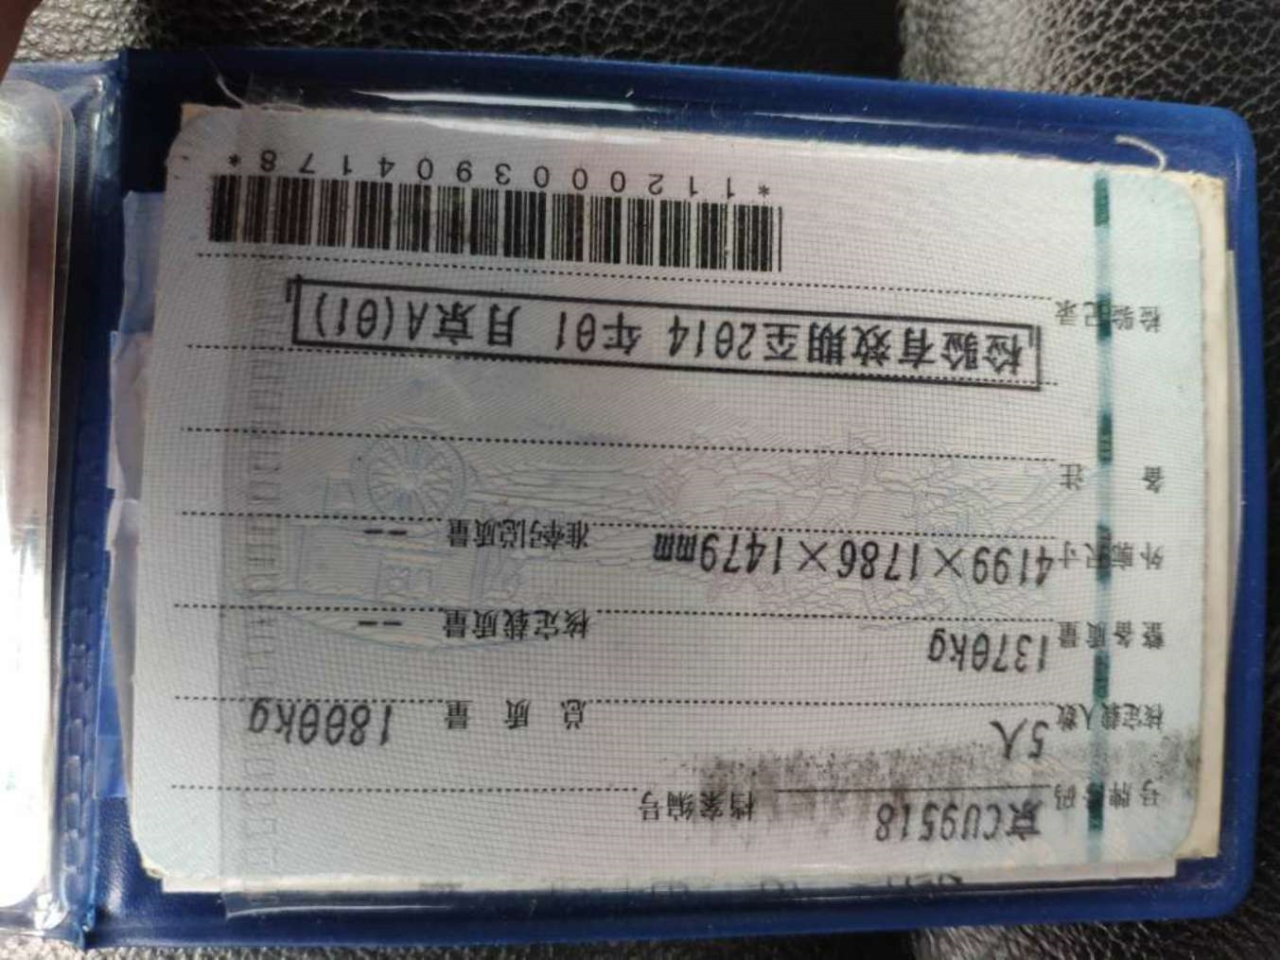 号牌号码 京CU9518 档案编号
核定载人数 5人 总质量 1800kg
整备质量 1370kg 核定载质量 --
外廓尺寸 4199×1786×1479mm 准牵引总质量 --
备注
检验记录
检验有效期至2014 年01 月京A(01)
*1120003904178*